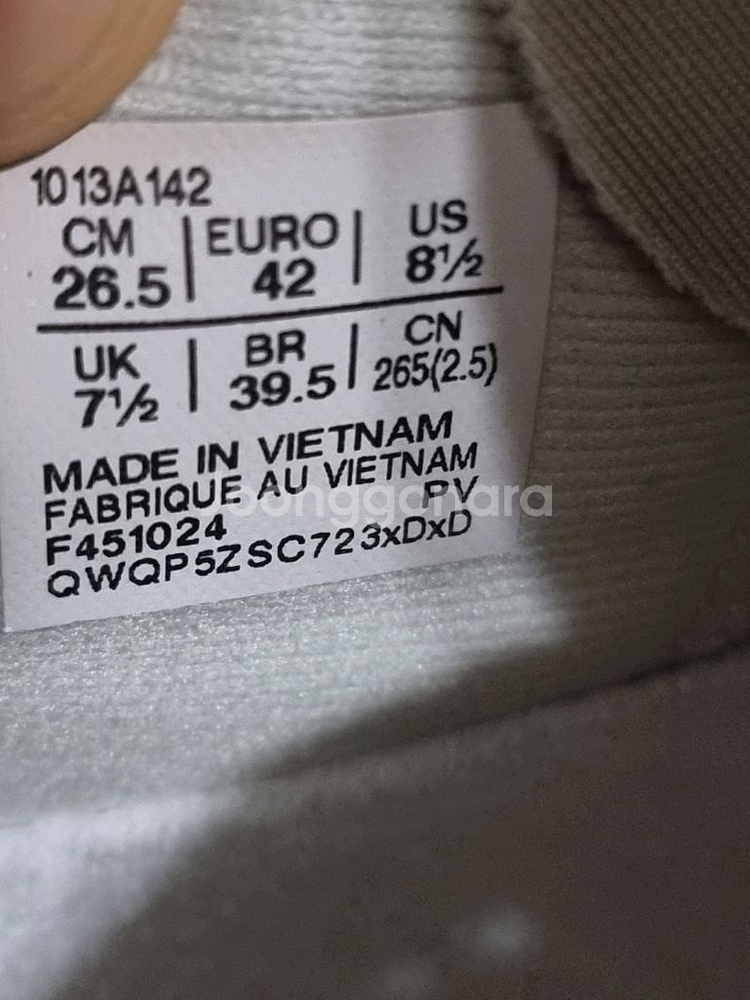 1013A142
CM | EURO | US
26.5 | 42 | 8½
UK | BR | CN
7½ | 39.5 | 265(2.5)
MADE IN VIETNAM
FABRIQUE AU VIETNAM
F451024 PV
QWQP5ZSC723xDxD
joonggonara